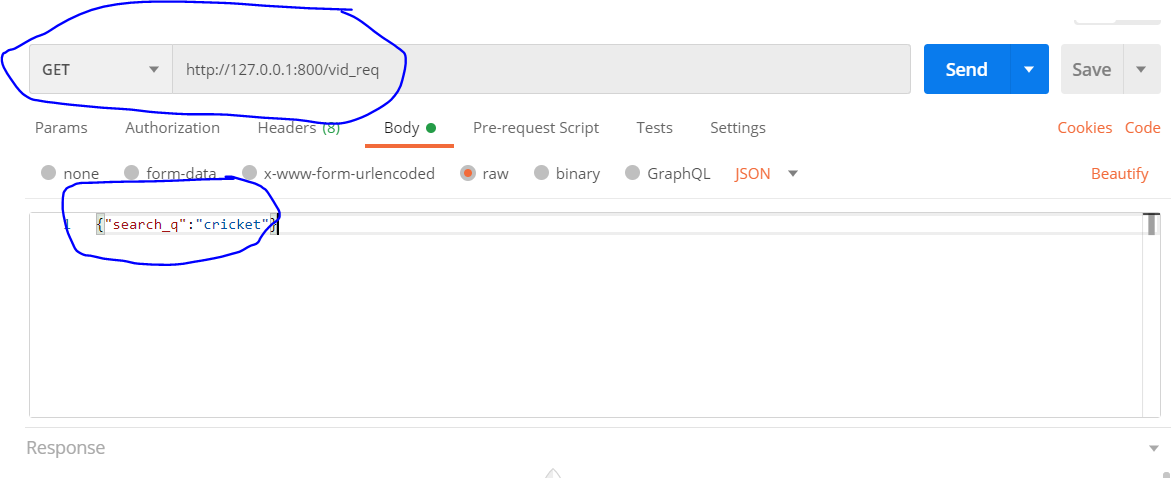 GET http://127.0.0.1:800/vid_req Send Save
Params Authorization Headers (8) Body Pre-request Script Tests Settings Cookies Code
none form-data x-www-form-urlencoded raw binary GraphQL JSON Beautify
1 {"search_q":"cricket"}
Response